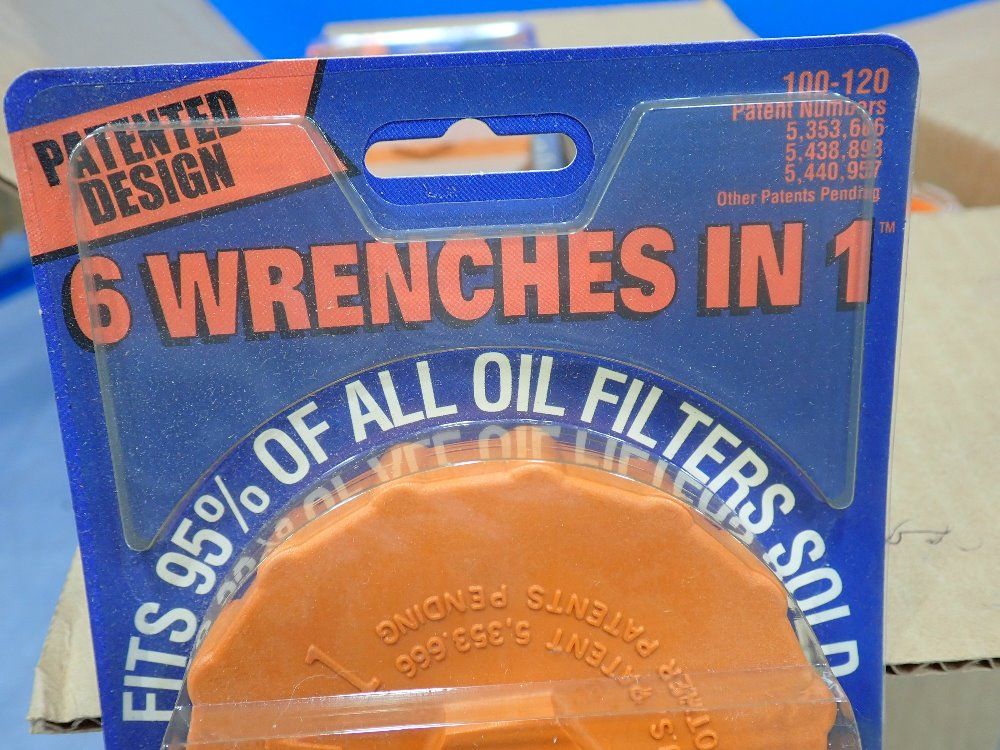 PATENTED
DESIGN
100-120
Patent Numbers
5,353,666
5,438,893
5,440,957
Other Patents Pending
6 WRENCHES IN 1™
FITS 95% OF ALL OIL FILTERS SOLD
1
PATENT 5,353,666
OTHER PATENTS PENDING